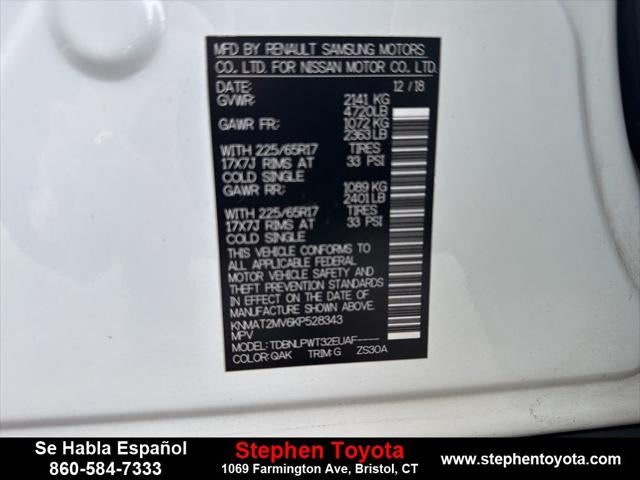 MFD BY RENAULT SAMSUNG MOTORS
CO., LTD. FOR NISSAN MOTOR CO., LTD.
DATE: 12 / 18
GVWR: 2141 KG
4720LB
GAWR FR: 1072 KG
2363 LB
WITH 225/65R17 TIRES
17X7J RIMS AT 33 PSI
COLD SINGLE
GAWR RR: 1089 KG
2401 LB
WITH 225/65R17 TIRES
17X7J RIMS AT 33 PSI
COLD SINGLE
THIS VEHICLE CONFORMS TO
ALL APPLICABLE FEDERAL
MOTOR VEHICLE SAFETY AND
THEFT PREVENTION STANDARDS
IN EFFECT ON THE DATE OF
MANUFACTURE SHOWN ABOVE.
KNMAT2MV6KP528343
MPV
MODEL: TDBNLPWT32EUAF----
COLOR: QAK TRIM: G ZS30A
Se Habla Español
860-584-7333
Stephen Toyota
1069 Farmington Ave, Bristol, CT
www.stephentoyota.com